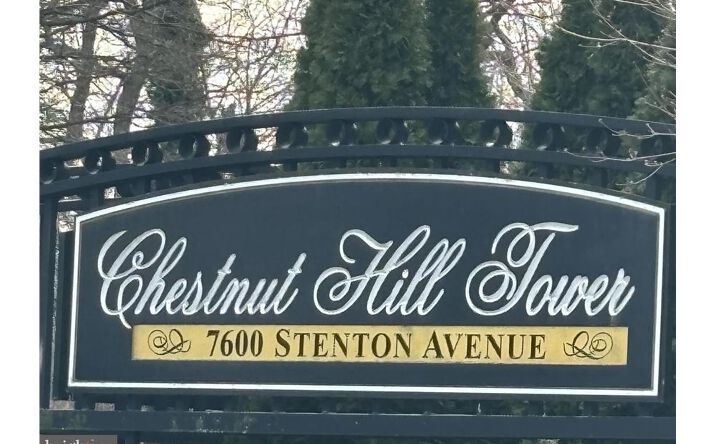 Chestnut Hill Tower
7600 STENTON AVENUE